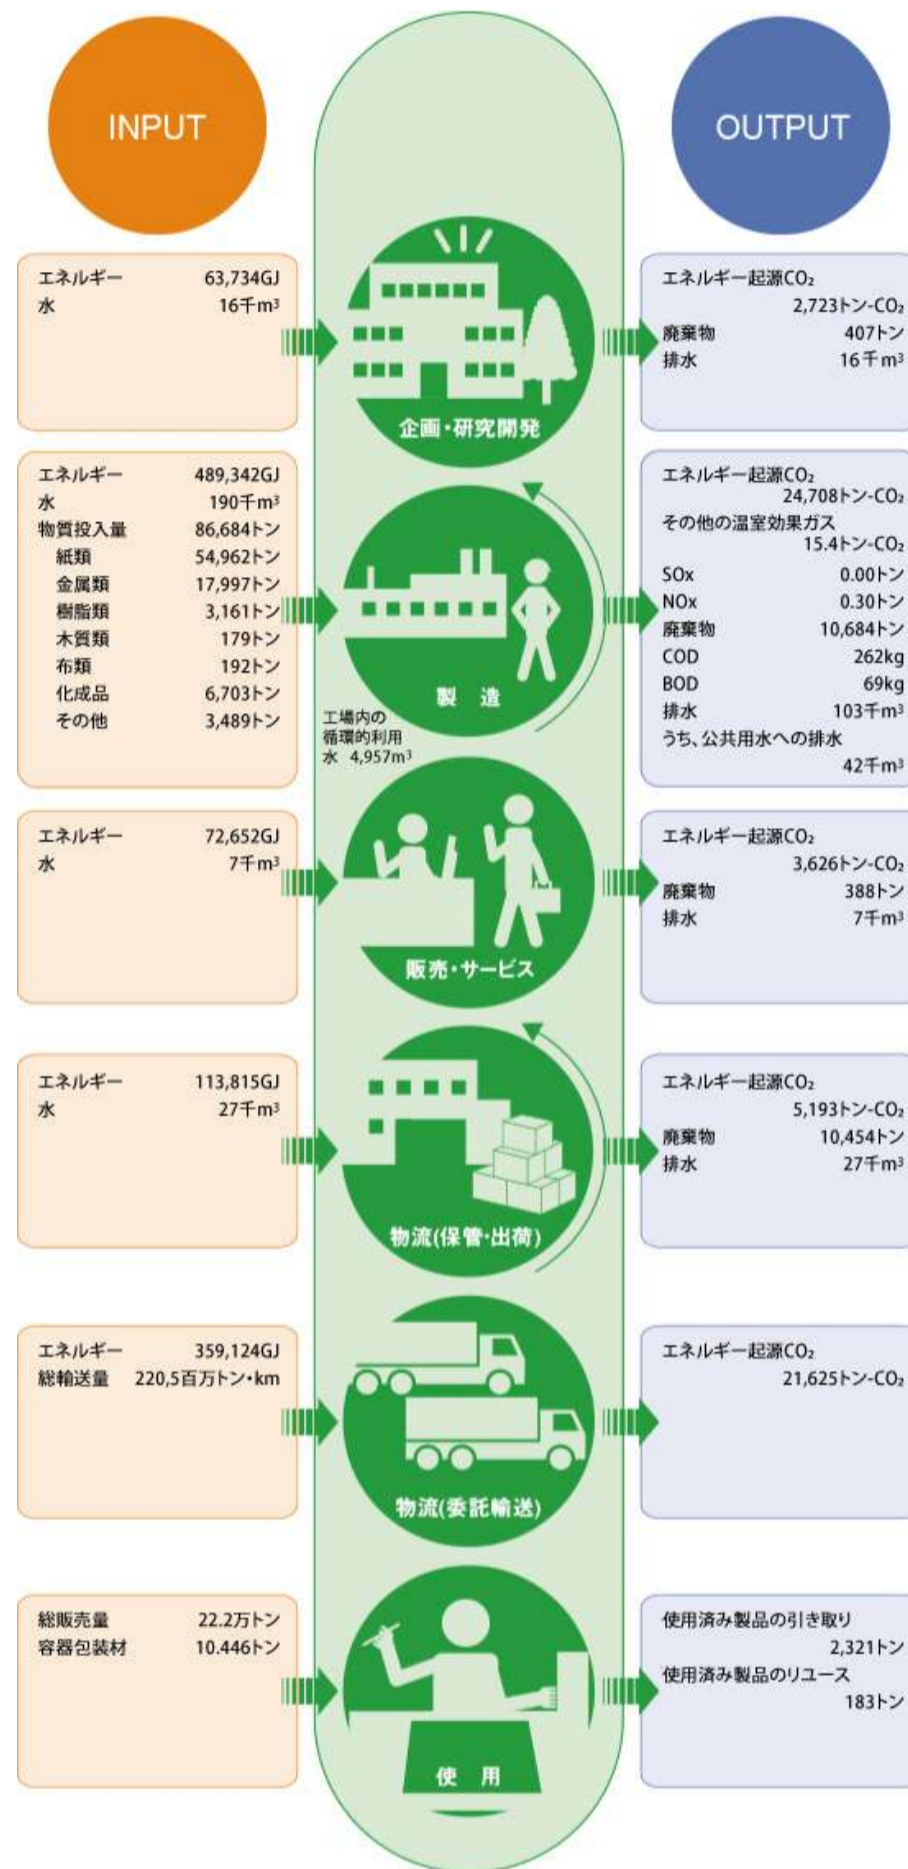 INPUT
OUTPUT
エネルギー 63,734GJ
水 16千m³
企画・研究開発
エネルギー起源CO₂
2,723トン-CO₂
廃棄物 407トン
排水 16千m³
エネルギー 489,342GJ
水 190千m³
物質投入量 86,684トン
紙類 54,962トン
金属類 17,997トン
樹脂類 3,161トン
木質類 179トン
布類 192トン
化成品 6,703トン
その他 3,489トン
製 造
工場内の
循環的利用
水 4,957m³
エネルギー起源CO₂
24,708トン-CO₂
その他の温室効果ガス
15.4トン-CO₂
SOx 0.00トン
NOx 0.30トン
廃棄物 10,684トン
COD 262kg
BOD 69kg
排水 103千m³
うち、公共用水への排水
42千m³
エネルギー 72,652GJ
水 7千m³
販売・サービス
エネルギー起源CO₂
3,626トン-CO₂
廃棄物 388トン
排水 7千m³
エネルギー 113,815GJ
水 27千m³
物流(保管・出荷)
エネルギー起源CO₂
5,193トン-CO₂
廃棄物 10,454トン
排水 27千m³
エネルギー 359,124GJ
総輸送量 220,5百万トン・km
物流(委託輸送)
エネルギー起源CO₂
21,625トン-CO₂
総販売量 22.2万トン
容器包装材 10.446トン
使 用
使用済み製品の引き取り
2,321トン
使用済み製品のリユース
183トン